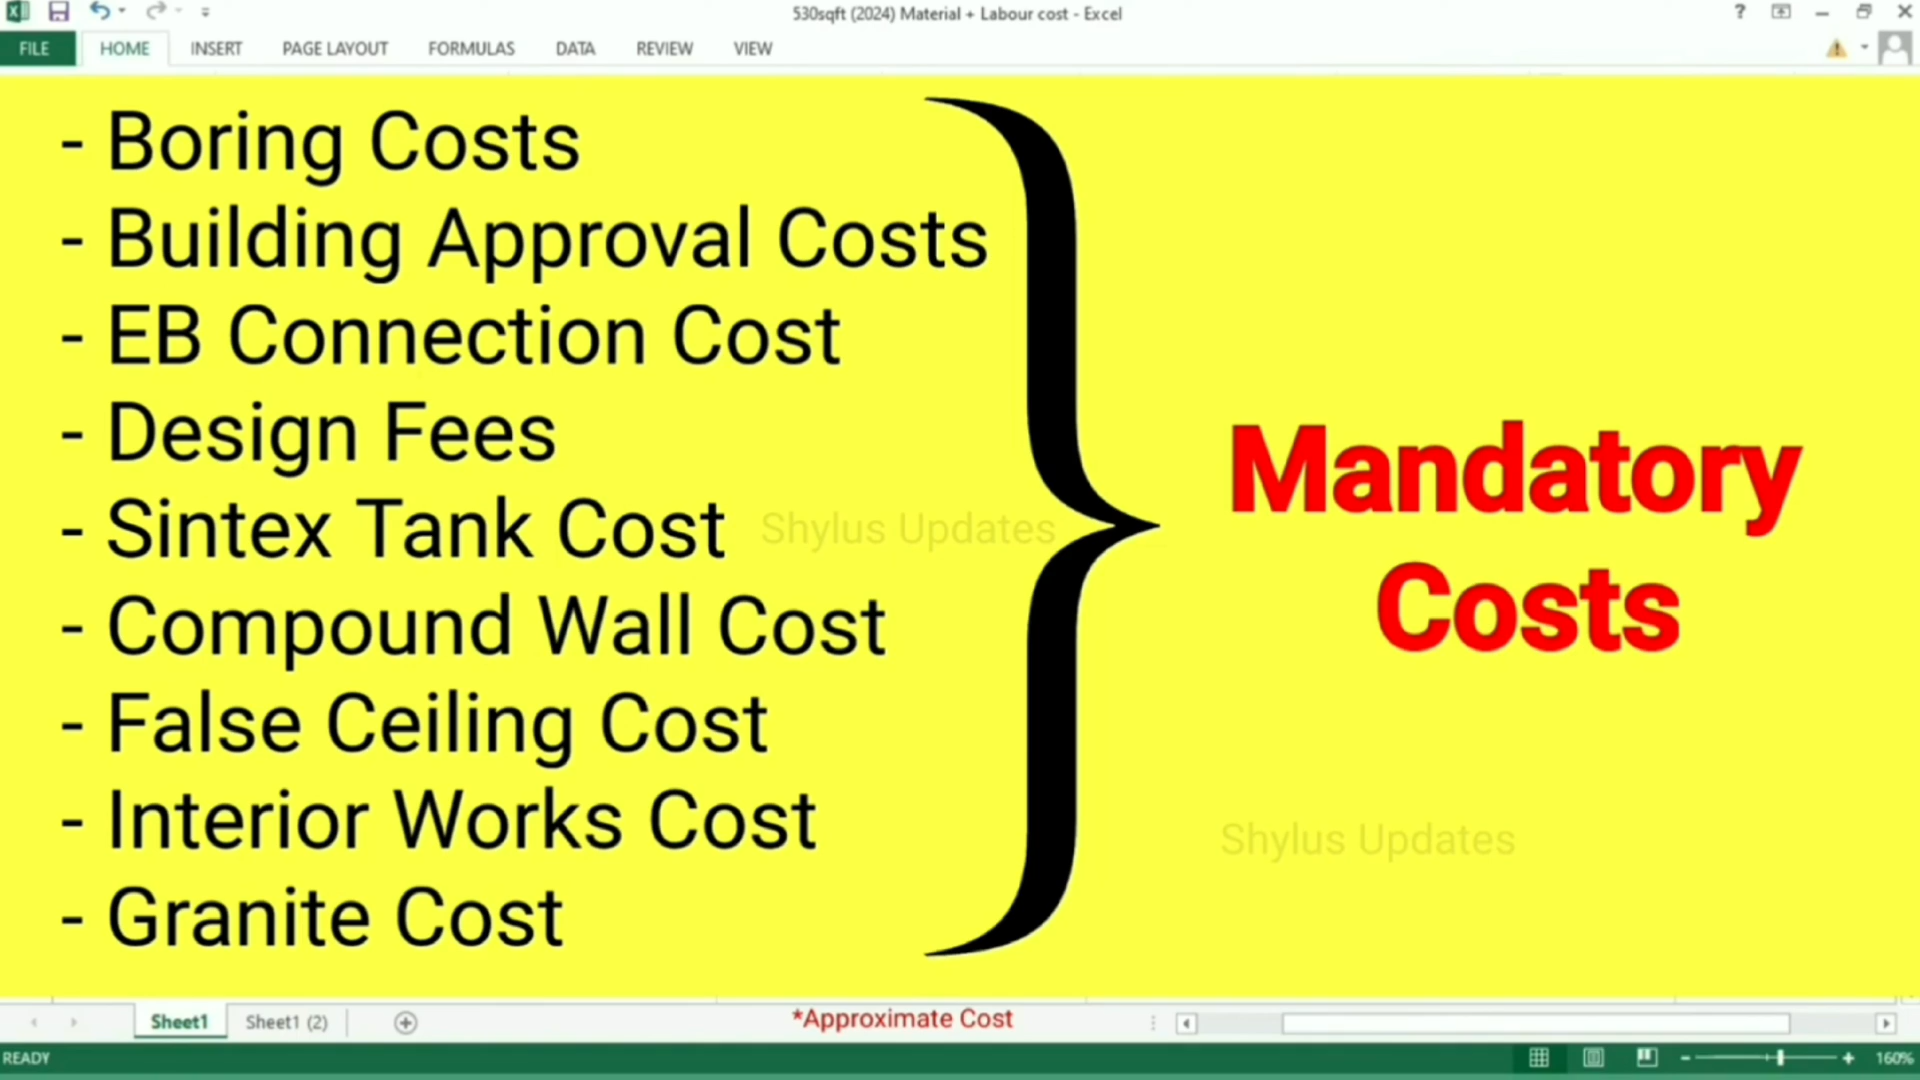 530sqft (2024) Material + Labour cost - Excel
FILE HOME INSERT PAGE LAYOUT FORMULAS DATA REVIEW VIEW
- Boring Costs
- Building Approval Costs
- EB Connection Cost
- Design Fees
- Sintex Tank Cost
- Compound Wall Cost
- False Ceiling Cost
- Interior Works Cost
- Granite Cost
Mandatory
Costs
Shylus Updates
Shylus Updates
Sheet1 Sheet1 (2) *Approximate Cost
READY 160%